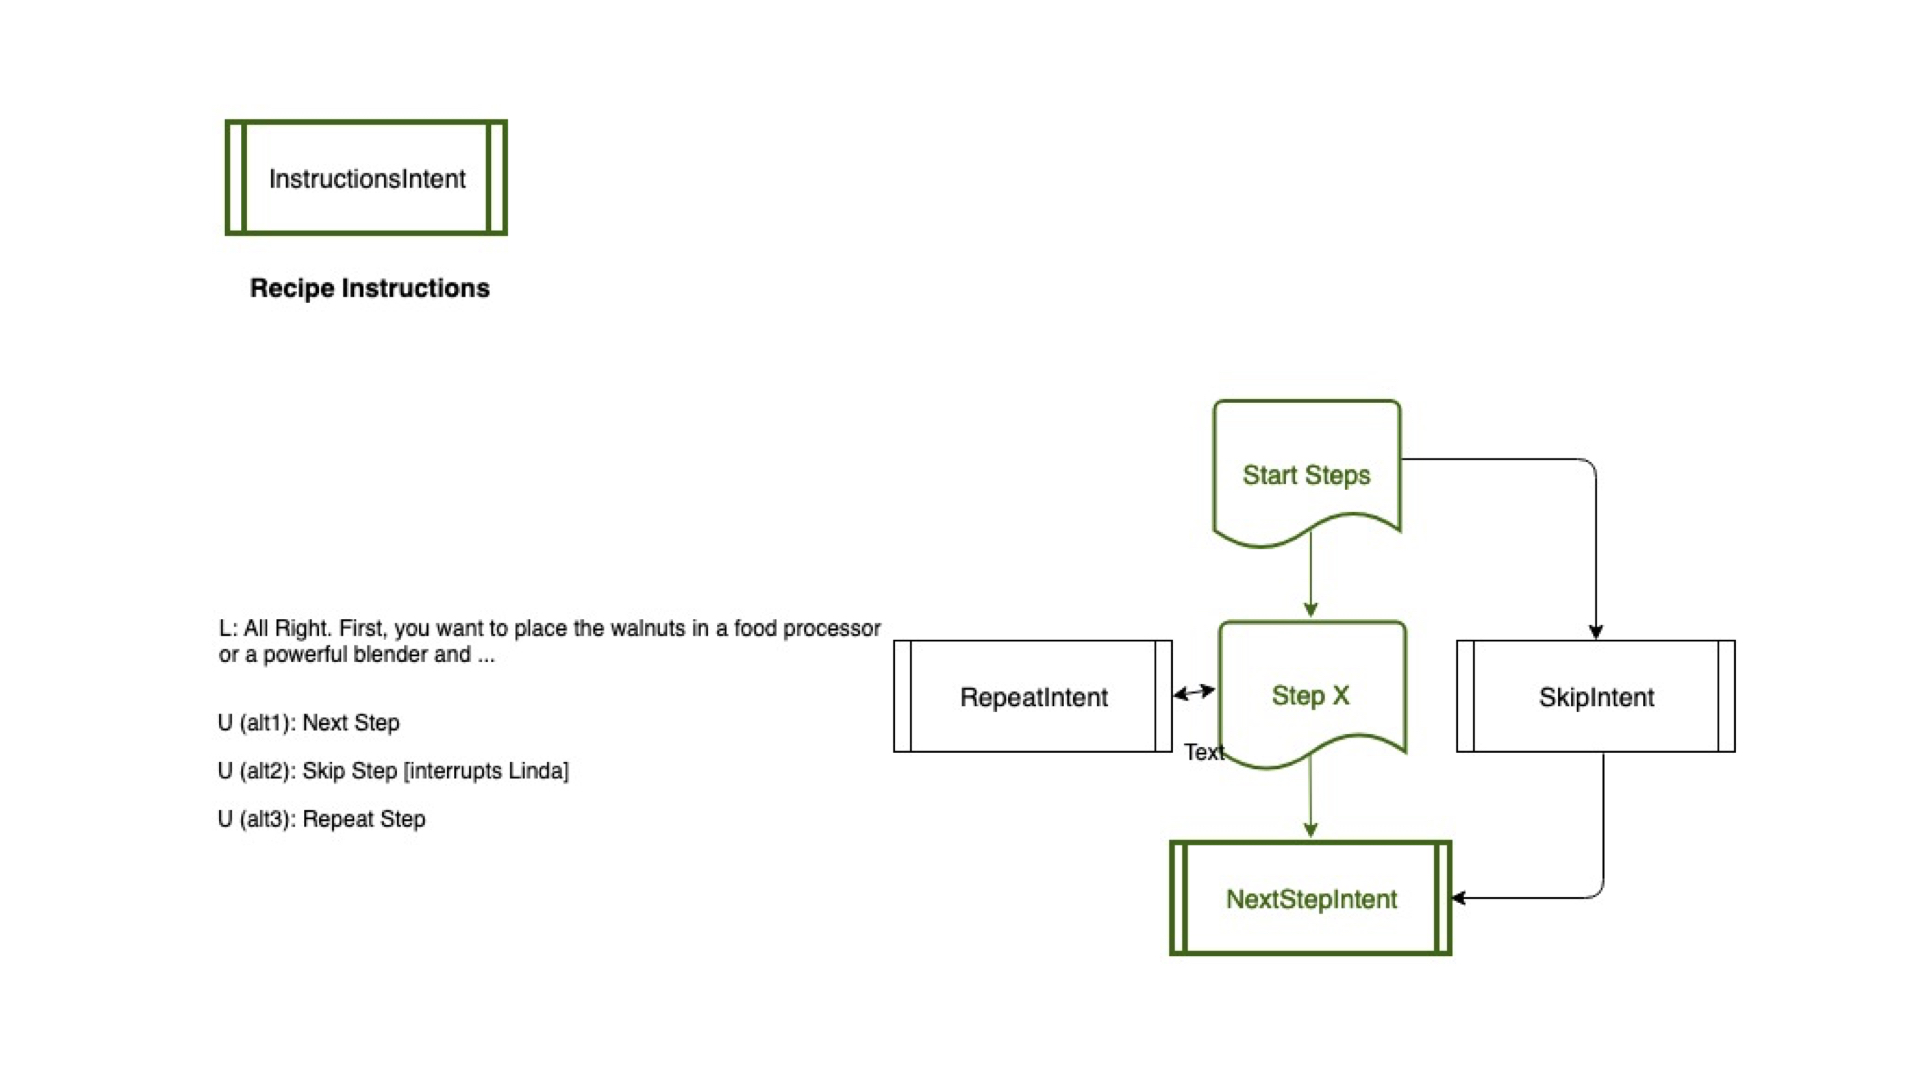 InstructionsIntent
Recipe Instructions
Start Steps
L: All Right. First, you want to place the walnuts in a food processor
or a powerful blender and ...
RepeatIntent
Step X
SkipIntent
Text
U (alt1): Next Step
U (alt2): Skip Step [interrupts Linda]
U (alt3): Repeat Step
NextStepIntent